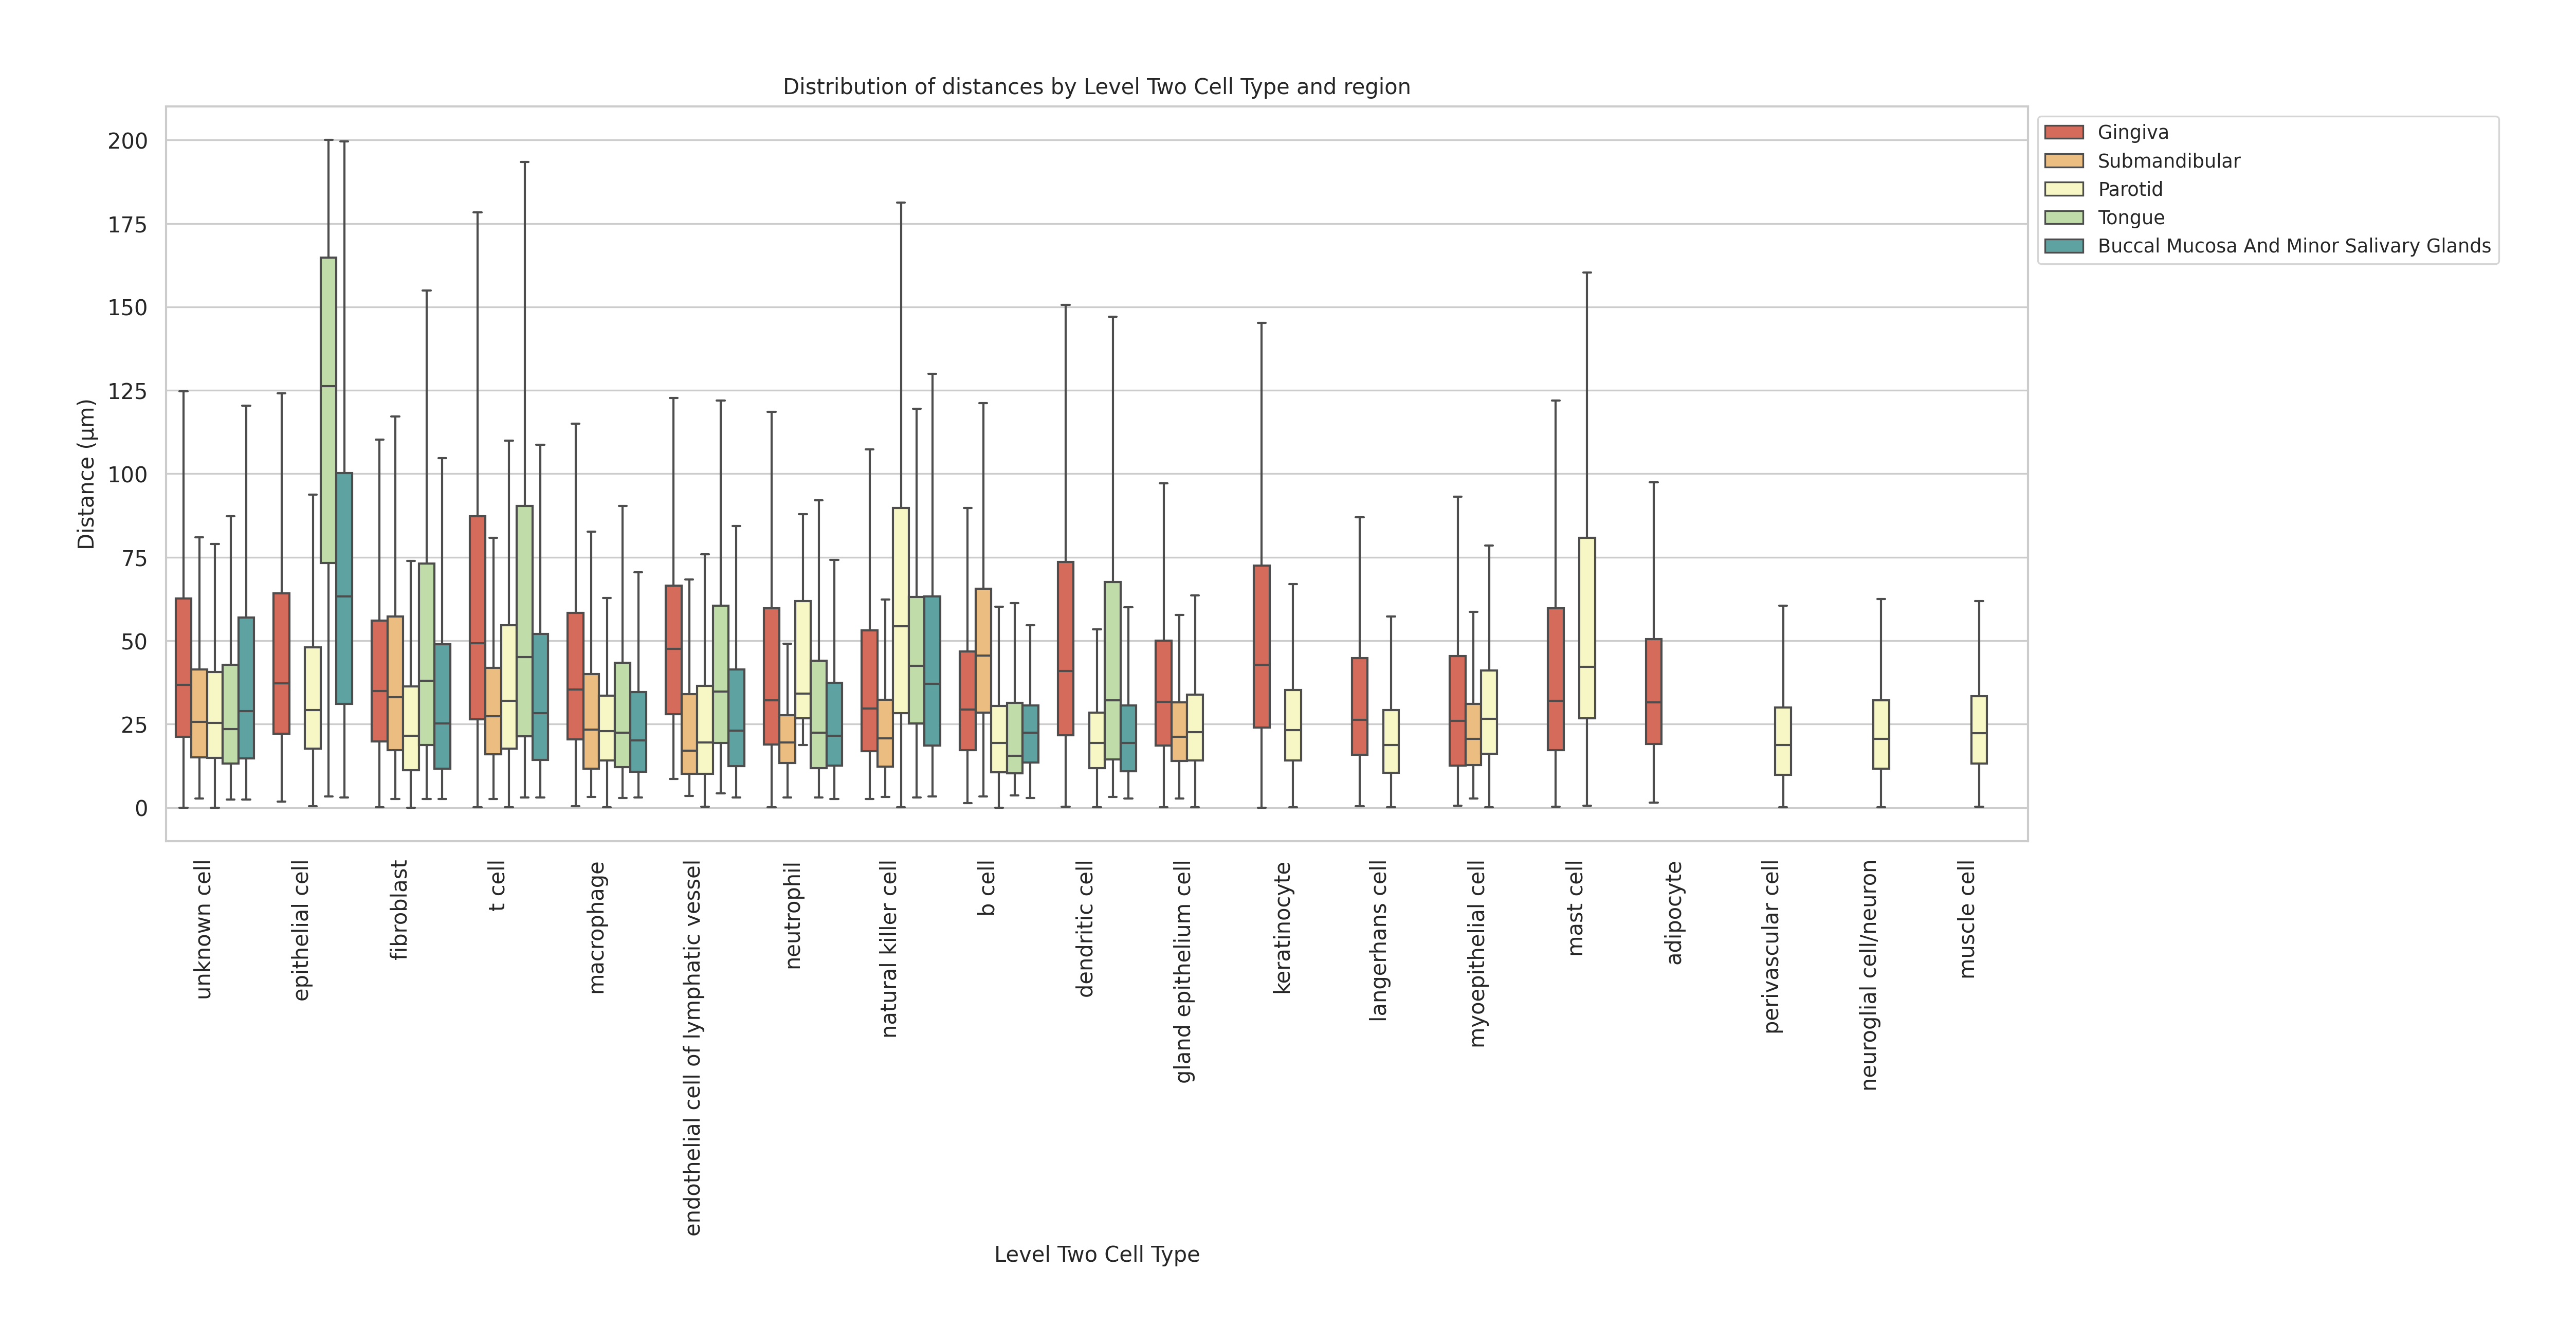 Distribution of distances by Level Two Cell Type and region
Gingiva
Submandibular
Parotid
Tongue
Buccal Mucosa And Minor Salivary Glands
Distance (µm)
200
175
150
125
100
75
50
25
0
unknown cell
epithelial cell
fibroblast
t cell
macrophage
endothelial cell of lymphatic vessel
neutrophil
natural killer cell
b cell
dendritic cell
gland epithelium cell
keratinocyte
langerhans cell
myoepithelial cell
mast cell
adipocyte
perivascular cell
neuroglial cell/neuron
muscle cell
Level Two Cell Type